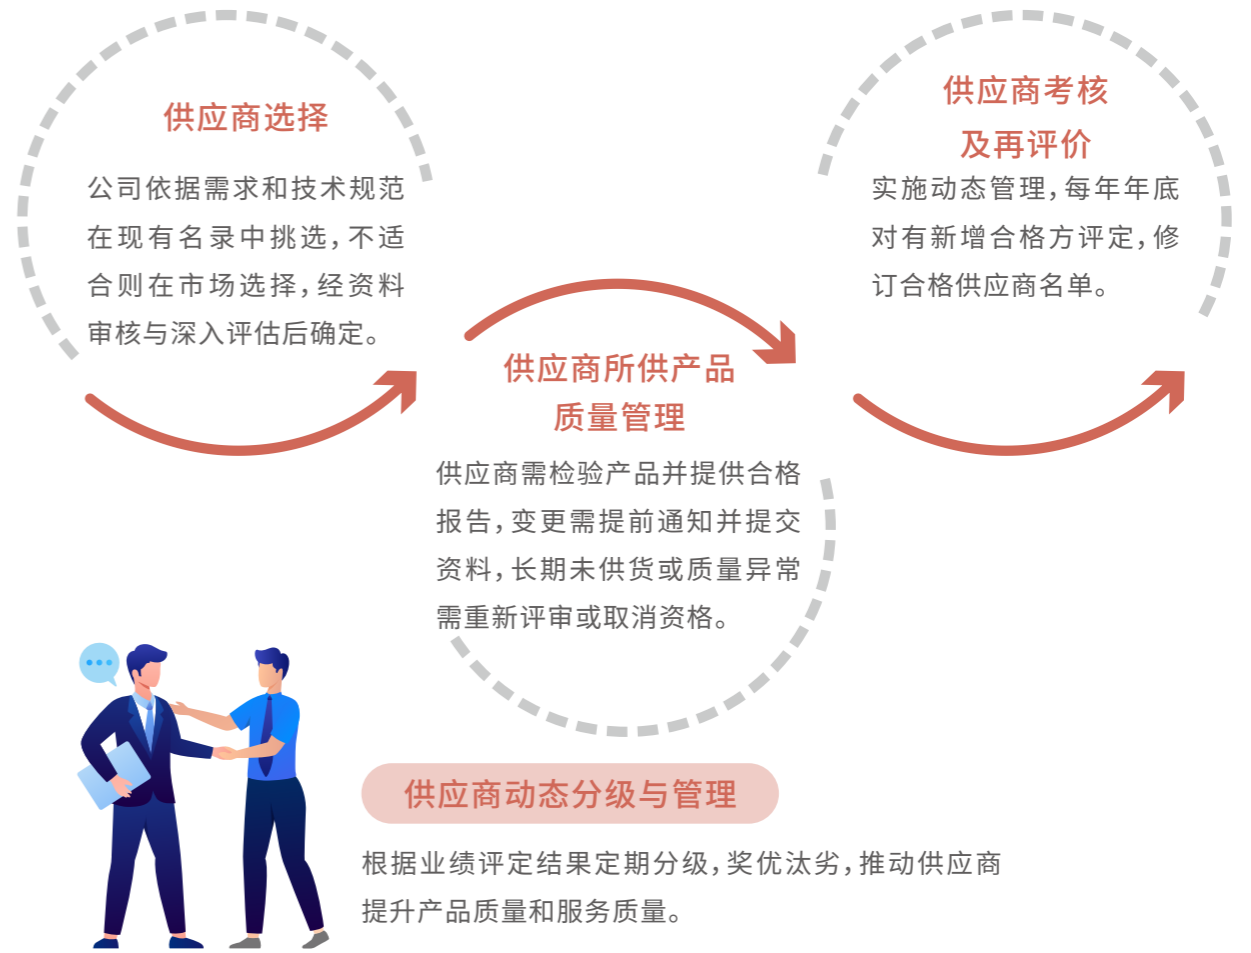 供应商选择
公司依据需求和技术规范
在现有名录中挑选，不适
合则在市场选择，经资料
审核与深入评估后确定。
供应商所供产品
质量管理
供应商需检验产品并提供合格
报告，变更需提前通知并提交
资料，长期未供货或质量异常
需重新评审或取消资格。
供应商考核
及再评价
实施动态管理，每年年底
对有新增合格方评定，修
订合格供应商名单。
供应商动态分级与管理
根据业绩评定结果定期分级，奖优汰劣，推动供应商
提升产品质量和服务质量。